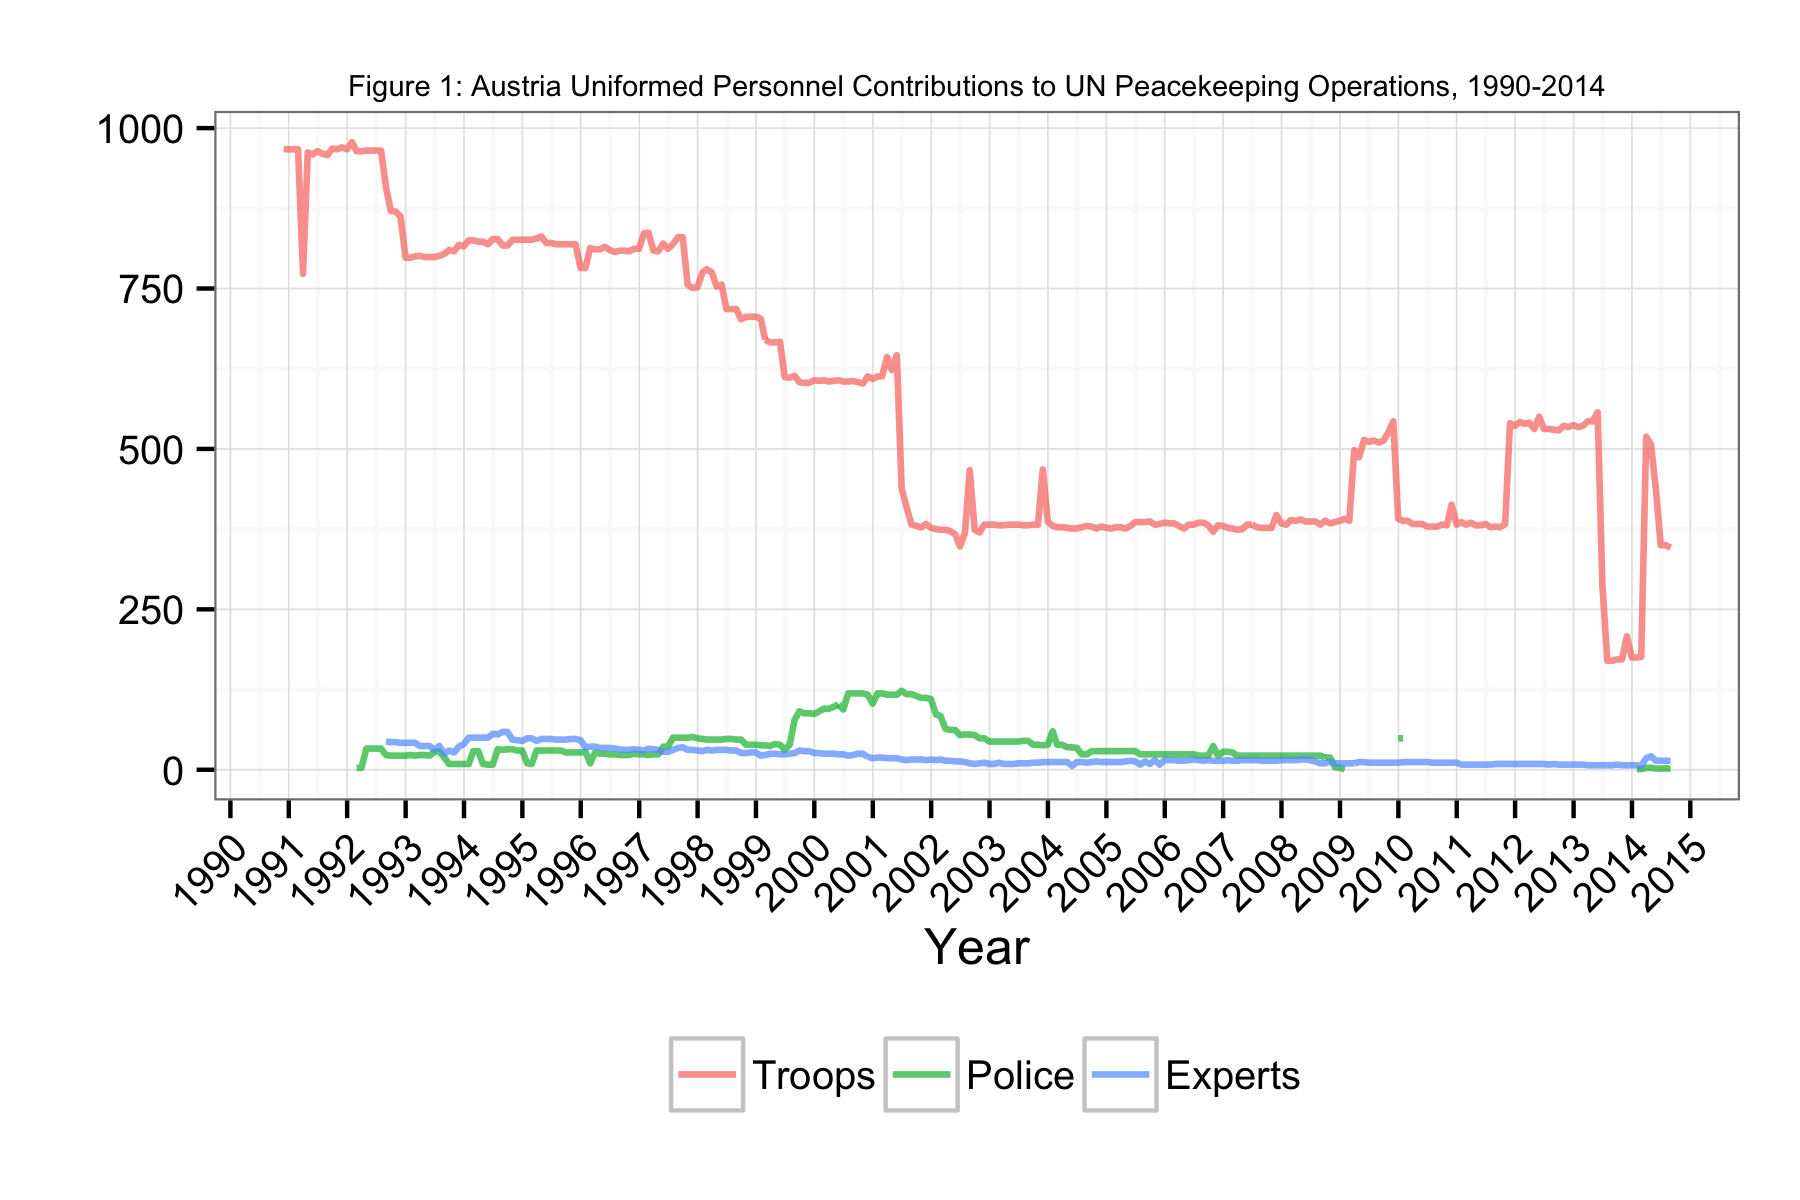 Figure 1: Austria Uniformed Personnel Contributions to UN Peacekeeping Operations, 1990-2014
1000
750
500
250
0
1990 1991 1992 1993 1994 1995 1996 1997 1998 1999 2000 2001 2002 2003 2004 2005 2006 2007 2008 2009 2010 2011 2012 2013 2014 2015
Year
Troops Police Experts